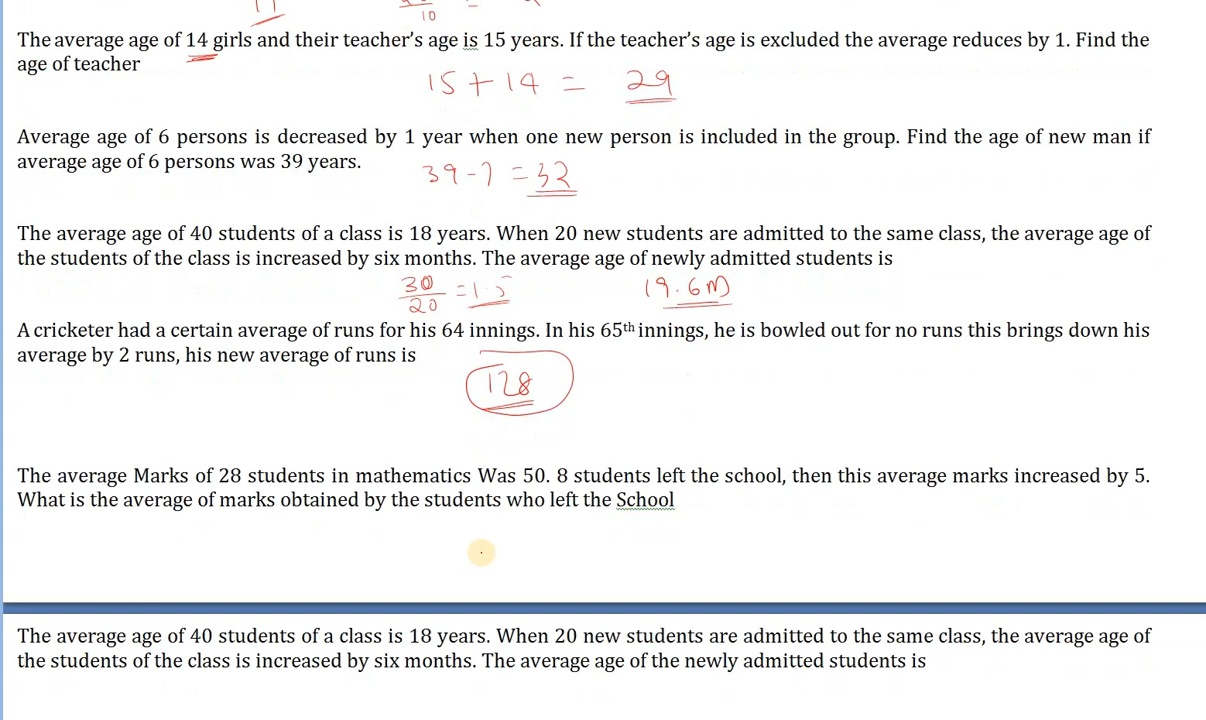 11
10 =
The average age of 14 girls and their teacher's age is 15 years. If the teacher's age is excluded the average reduces by 1. Find the
age of teacher
15 + 14 = 29
Average age of 6 persons is decreased by 1 year when one new person is included in the group. Find the age of new man if
average age of 6 persons was 39 years.
39 - 7 = 32
The average age of 40 students of a class is 18 years. When 20 new students are admitted to the same class, the average age of
the students of the class is increased by six months. The average age of newly admitted students is
30/20 = 1.5 19.6m
A cricketer had a certain average of runs for his 64 innings. In his 65th innings, he is bowled out for no runs this brings down his
average by 2 runs, his new average of runs is
128
The average Marks of 28 students in mathematics Was 50. 8 students left the school, then this average marks increased by 5.
What is the average of marks obtained by the students who left the School
The average age of 40 students of a class is 18 years. When 20 new students are admitted to the same class, the average age of
the students of the class is increased by six months. The average age of the newly admitted students is